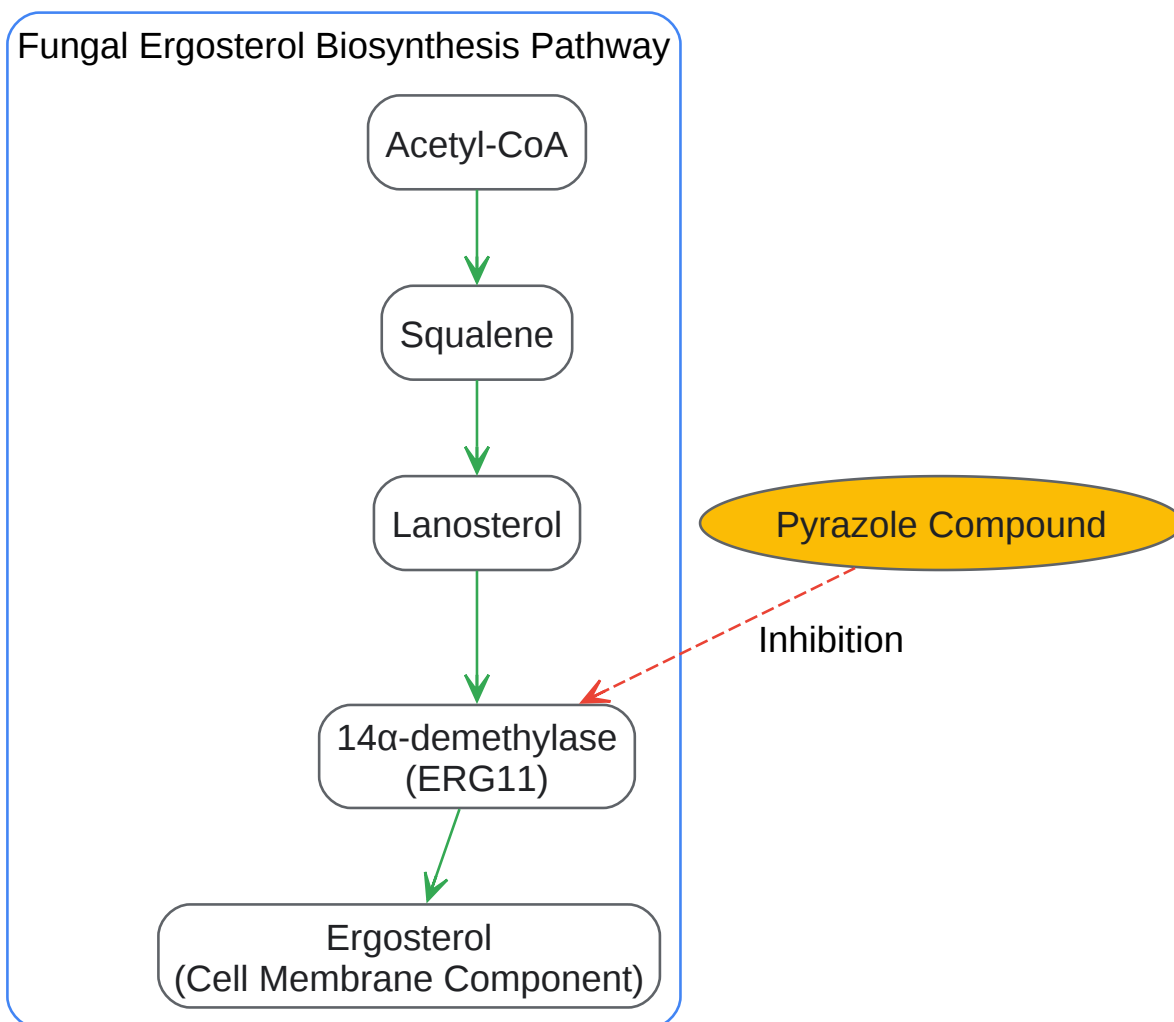 Fungal Ergosterol Biosynthesis Pathway
Acetyl-CoA
Squalene
Lanosterol
Pyrazole Compound
Inhibition
14α-demethylase
(ERG11)
Ergosterol
(Cell Membrane Component)